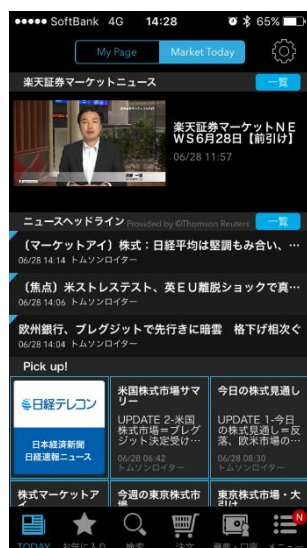 SoftBank 4G 14:28 65%
My Page Market Today
楽天証券マーケットニュース 一覧
楽天証券マーケットNE
WS6月28日【前引け】
06/28 11:57
ニュースヘッドライン Provided by ©Thomson Reuters 一覧
〔マーケットアイ〕株式：日経平均は堅調もみ合い、…
06/28 14:14 トムソンロイター
〔焦点〕米ストレステスト、英EU離脱ショックで真…
06/28 14:06 トムソンロイター
欧州銀行、ブレグジットで先行きに暗雲 格下げ相次ぐ
06/28 14:04 トムソンロイター
Pick up!
日経テレコン
日本経済新聞
日経速報ニュース
米国株式市場サマ
リー
UPDATE 2-米国
株式市場＝ブレグ
ジット決定受け…
06/28 06:42
トムソンロイター
今日の株式見通し
UPDATE 1-今日
の株式見通し＝反
落、欧米市場の…
06/28 08:30
トムソンロイター
株式マーケットア
今週の東京株式市
東京株式市場・大
TODAY お気に入り 検索 注文 資産・口座 メニュー
N